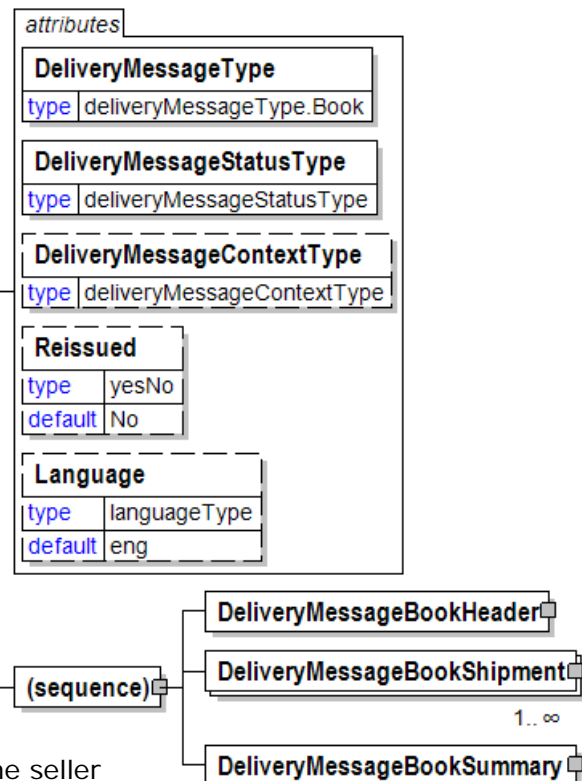 attributes
DeliveryMessageType
type deliveryMessageType.Book
DeliveryMessageStatusType
type deliveryMessageStatusType
DeliveryMessageContextType
type deliveryMessageContextType
Reissued
type yesNo
default No
Language
type languageType
default eng
DeliveryMessageBookHeader
(sequence)
DeliveryMessageBookShipment
1.. ∞
DeliveryMessageBookSummary
seller